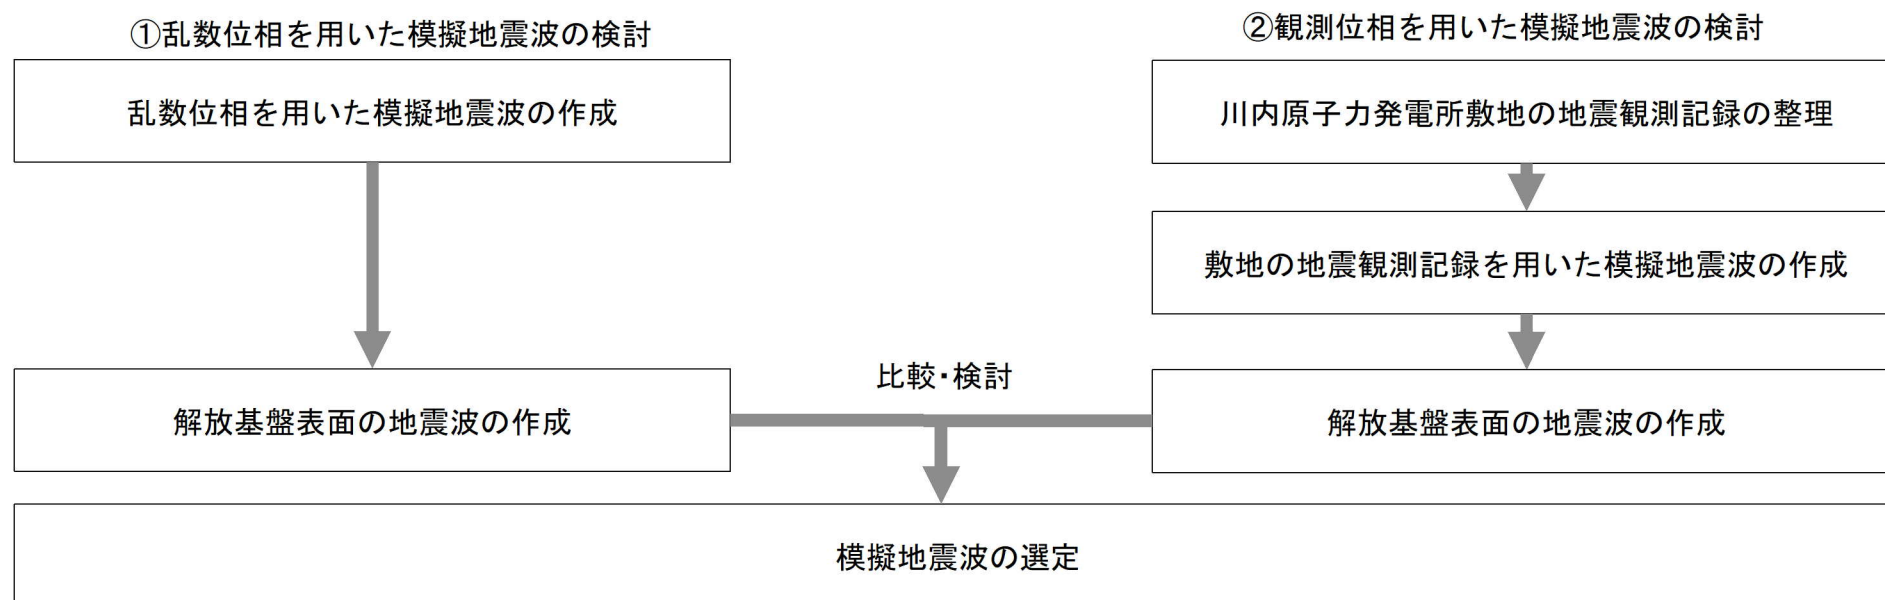 ①乱数位相を用いた模擬地震波の検討
乱数位相を用いた模擬地震波の作成
解放基盤表面の地震波の作成
②観測位相を用いた模擬地震波の検討
川内原子力発電所敷地の地震観測記録の整理
敷地の地震観測記録を用いた模擬地震波の作成
解放基盤表面の地震波の作成
比較・検討
模擬地震波の選定